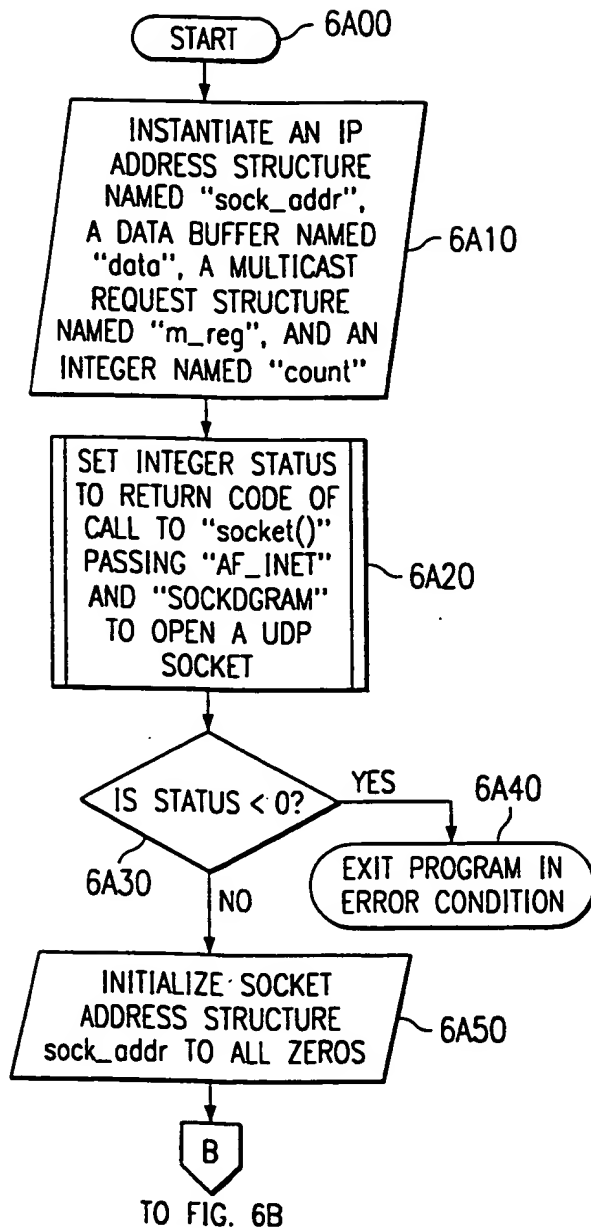 START
6A00
INSTANTIATE AN IP
ADDRESS STRUCTURE
NAMED "sock_addr",
A DATA BUFFER NAMED
"data", A MULTICAST
REQUEST STRUCTURE
NAMED "m_reg", AND AN
INTEGER NAMED "count"
6A10
SET INTEGER STATUS
TO RETURN CODE OF
CALL TO "socket()"
PASSING "AF_INET"
AND "SOCKDGRAM"
TO OPEN A UDP
SOCKET
6A20
IS STATUS < 0?
YES
6A30
NO
6A40
EXIT PROGRAM IN
ERROR CONDITION
INITIALIZE SOCKET
ADDRESS STRUCTURE
sock_addr TO ALL ZEROS
6A50
B
TO FIG. 6B